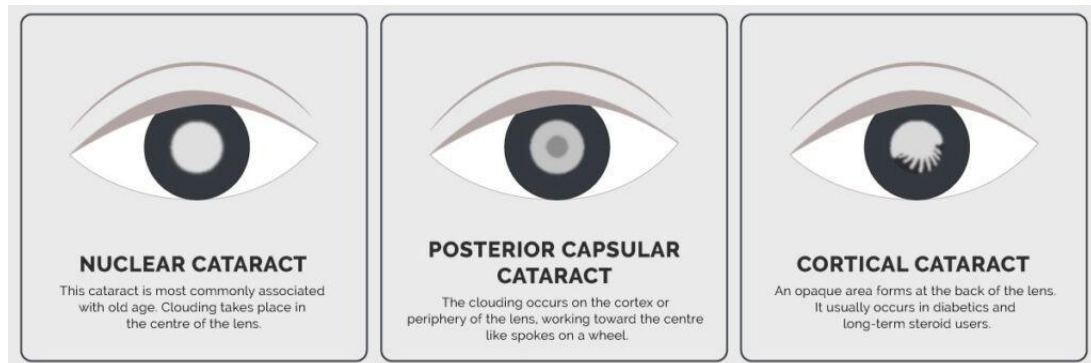 NUCLEAR CATARACT
This cataract is most commonly associated
with old age. Clouding takes place in
the centre of the lens.
POSTERIOR CAPSULAR
CATARACT
The clouding occurs on the cortex or
periphery of the lens, working toward the centre
like spokes on a wheel.
CORTICAL CATARACT
An opaque area forms at the back of the lens.
It usually occurs in diabetics and
long-term steroid users.